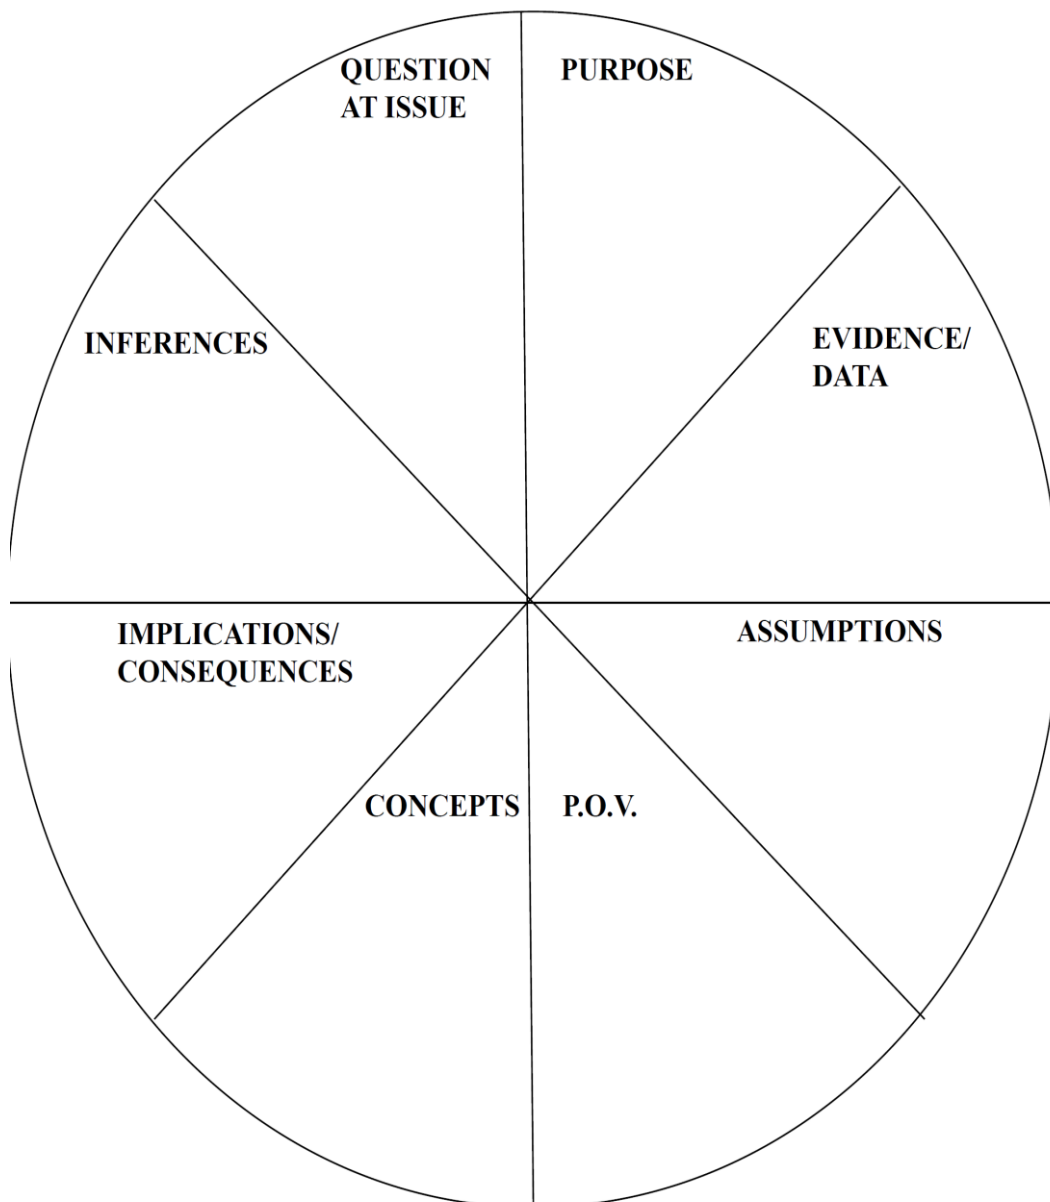 QUESTION
AT ISSUE
PURPOSE
INFERENCES
EVIDENCE/
DATA
IMPLICATIONS/
CONSEQUENCES
ASSUMPTIONS
CONCEPTS
P.O.V.